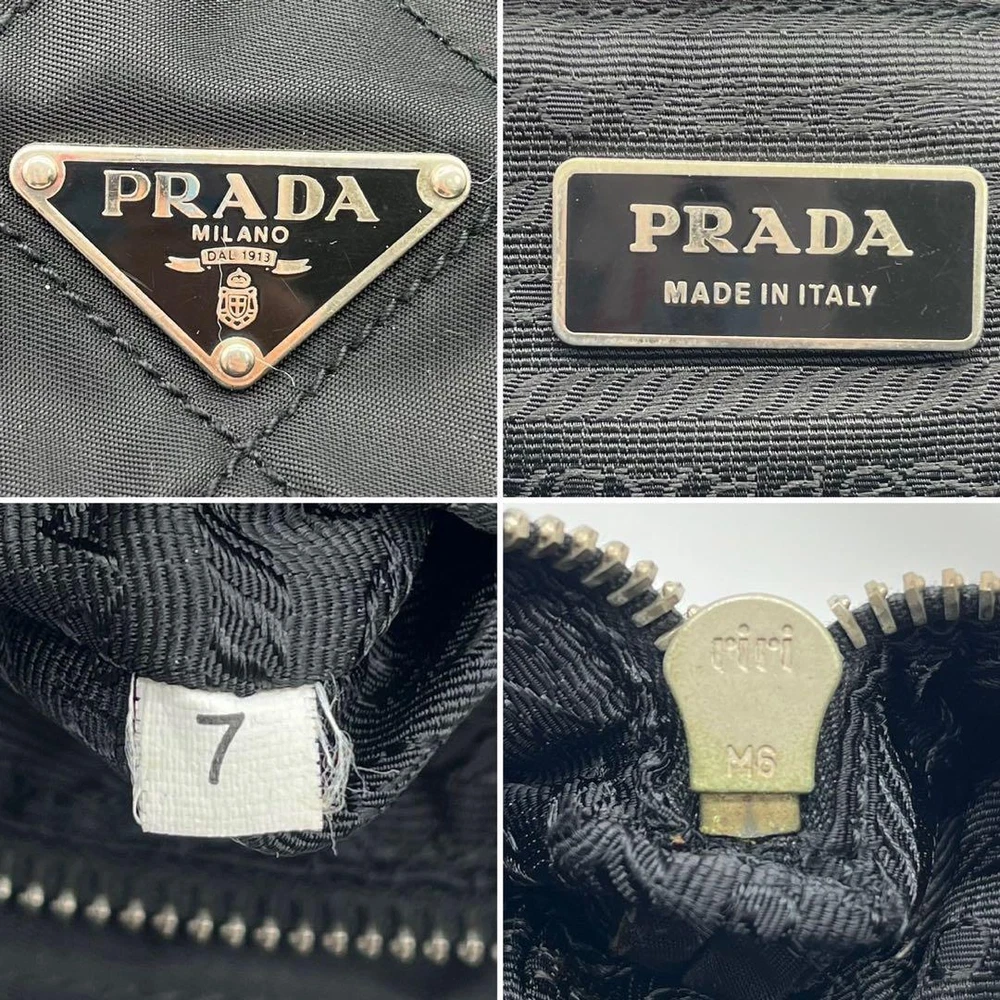 PRADA
MILANO
DAL 1913
PRADA
MADE IN ITALY
7
riri
M6